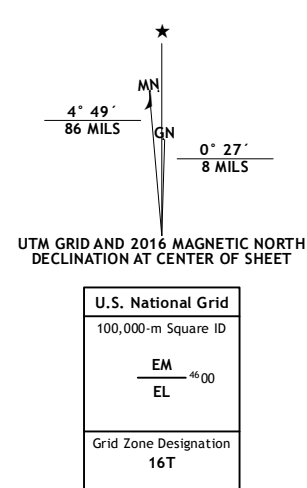 ★
MN
4° 49´
86 MILS
GN
0° 27´
8 MILS
UTM GRID AND 2016 MAGNETIC NORTH
DECLINATION AT CENTER OF SHEET
U.S. National Grid
100,000-m Square ID
EM
4600
EL
Grid Zone Designation
16T